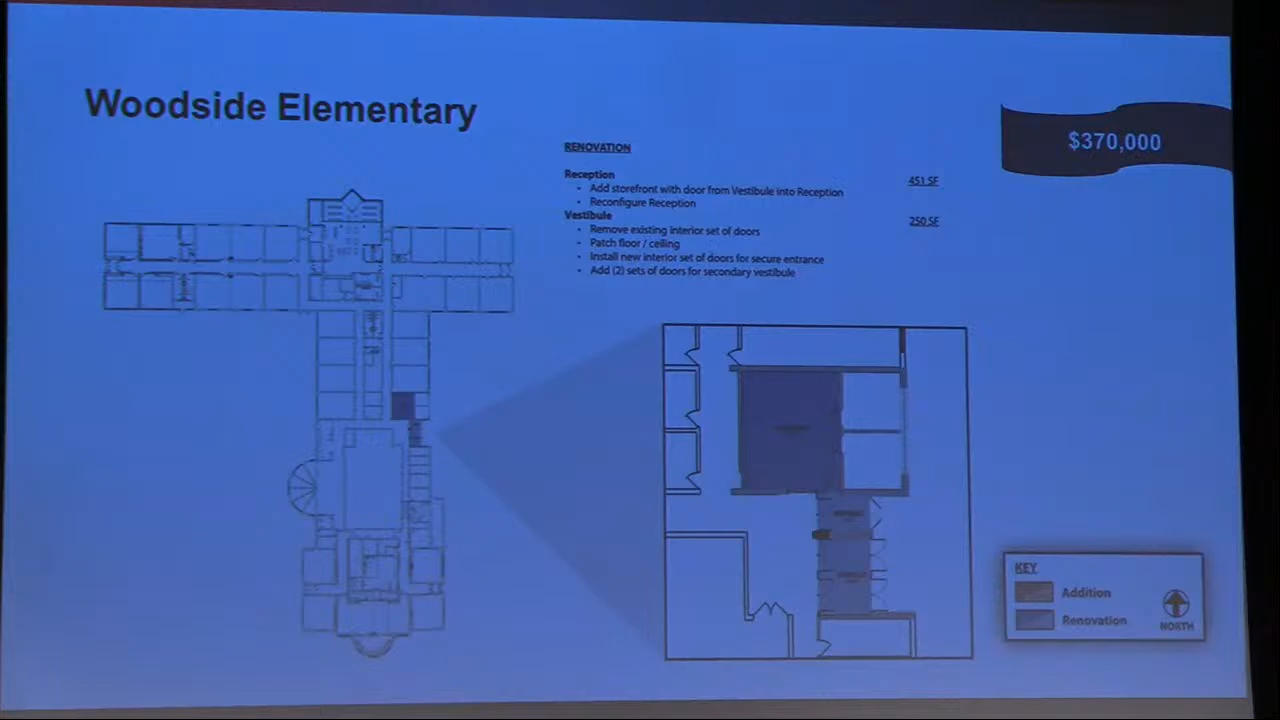 Woodside Elementary
$370,000
RENOVATION
Reception 451 SF
• Add storefront with door from Vestibule into Reception
• Reconfigure Reception
Vestibule 250 SF
• Remove existing interior set of doors
• Patch floor / ceiling
• Install new interior set of doors for secure entrance
• Add (2) sets of doors for secondary vestibule
KEY
Addition
Renovation
NORTH